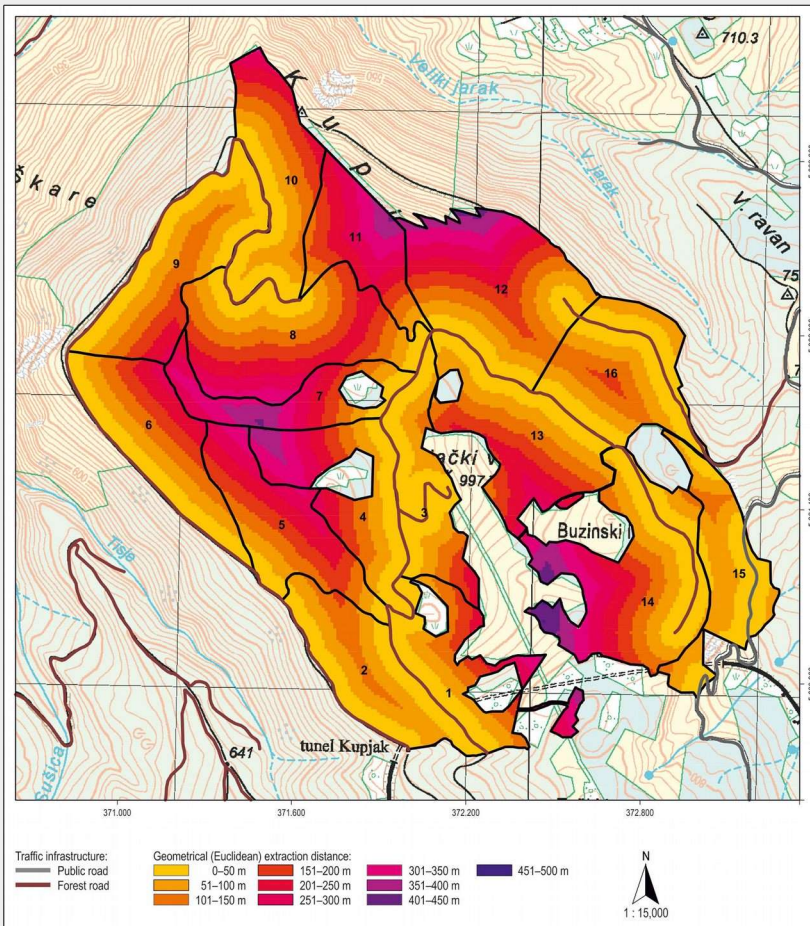 710.3
Veliki jarak
K u p
V. jarak
Škare
V. ravan
75
10
11
9
12
8
16
7
6
13
jački v
997
3
4
5
Buzinski
15
14
Tisja
2
1
tunel Kupjak
641
Sušica
371.000 371.600 372.200 372.800
Traffic infrastructure:
Public road
Forest road
Geometrical (Euclidean) extraction distance:
0–50 m 151–200 m 301–350 m 451–500 m
51–100 m 201–250 m 351–400 m
101–150 m 251–300 m 401–450 m
N
1 : 15,000